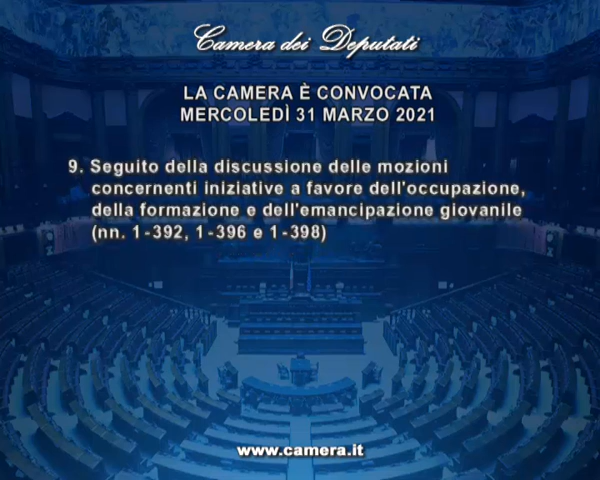 Camera dei Deputati
LA CAMERA È CONVOCATA
MERCOLEDÌ 31 MARZO 2021
9. Seguito della discussione delle mozioni
concernenti iniziative a favore dell'occupazione,
della formazione e dell'emancipazione giovanile
(nn. 1-392, 1-396 e 1-398)
www.camera.it